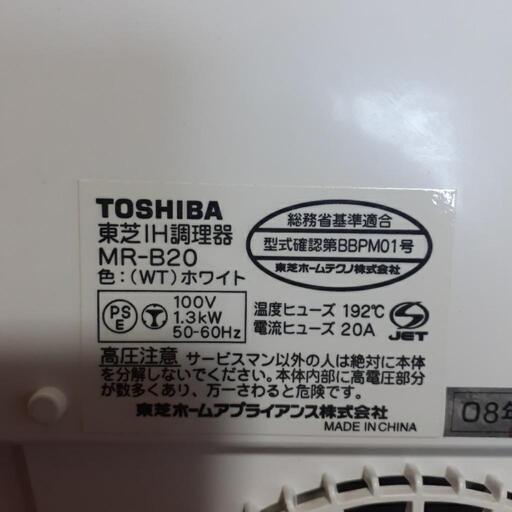 TOSHIBA
東芝IH調理器
MR-B20
色:(WT)ホワイト
総務省基準適合
型式確認第BBPM01号
東芝ホームテクノ株式会社
PS
E
100V
1.3kW
50-60Hz
温度ヒューズ 192℃
電流ヒューズ 20A
JET
高圧注意 サービスマン以外の人は絶対に本体
を分解しないでください。本体内部に高電圧部分
が数多くあり、万一さわると危険です。
東芝ホームアプライアンス株式会社
MADE IN CHINA
08年